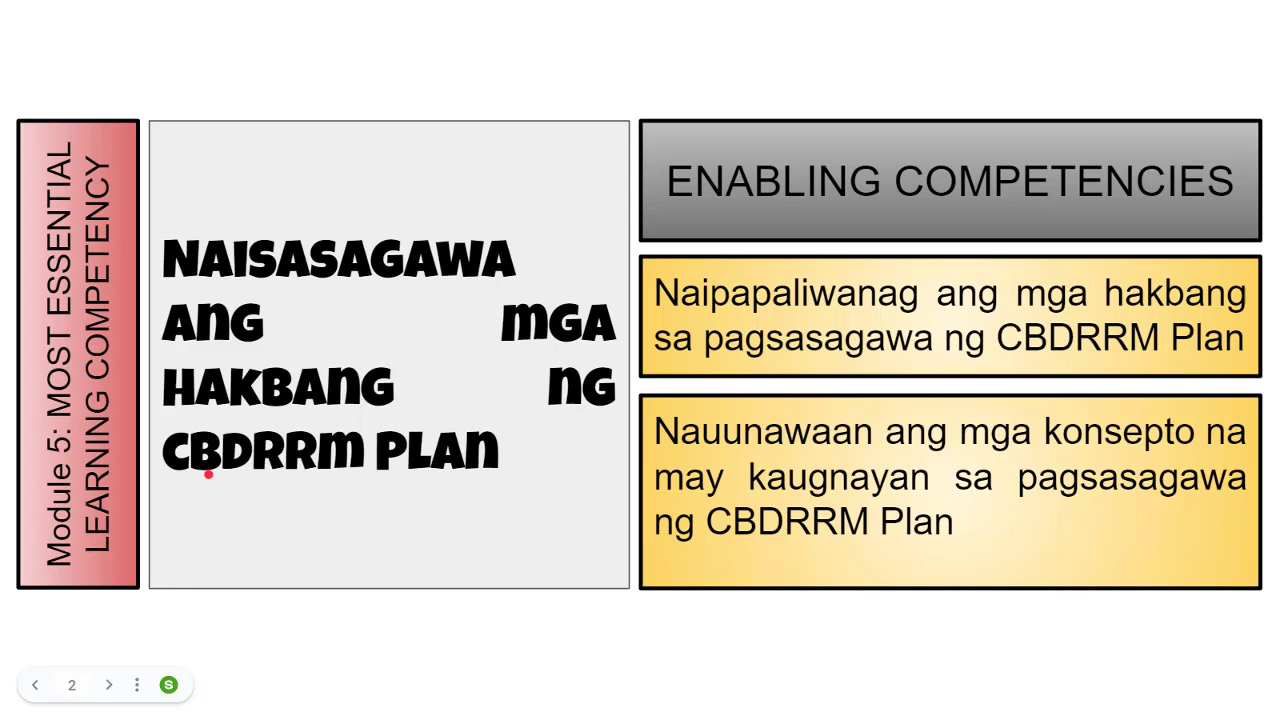 Module 5: MOST ESSENTIAL
LEARNING COMPETENCY
NAISASAGAWA
ANG MGA
HAKBANG NG
CBDRRM PLAN
ENABLING COMPETENCIES
Naipapaliwanag ang mga hakbang
sa pagsasagawa ng CBDRRM Plan
Nauunawaan ang mga konsepto na
may kaugnayan sa pagsasagawa
ng CBDRRM Plan
2
S